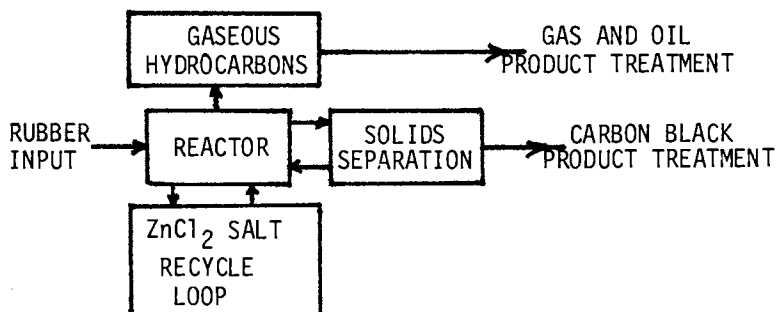 GASEOUS
HYDROCARBONS
GAS AND OIL
PRODUCT TREATMENT
RUBBER
INPUT
REACTOR
SOLIDS
SEPARATION
CARBON BLACK
PRODUCT TREATMENT
ZnCl₂ SALT
RECYCLE
LOOP